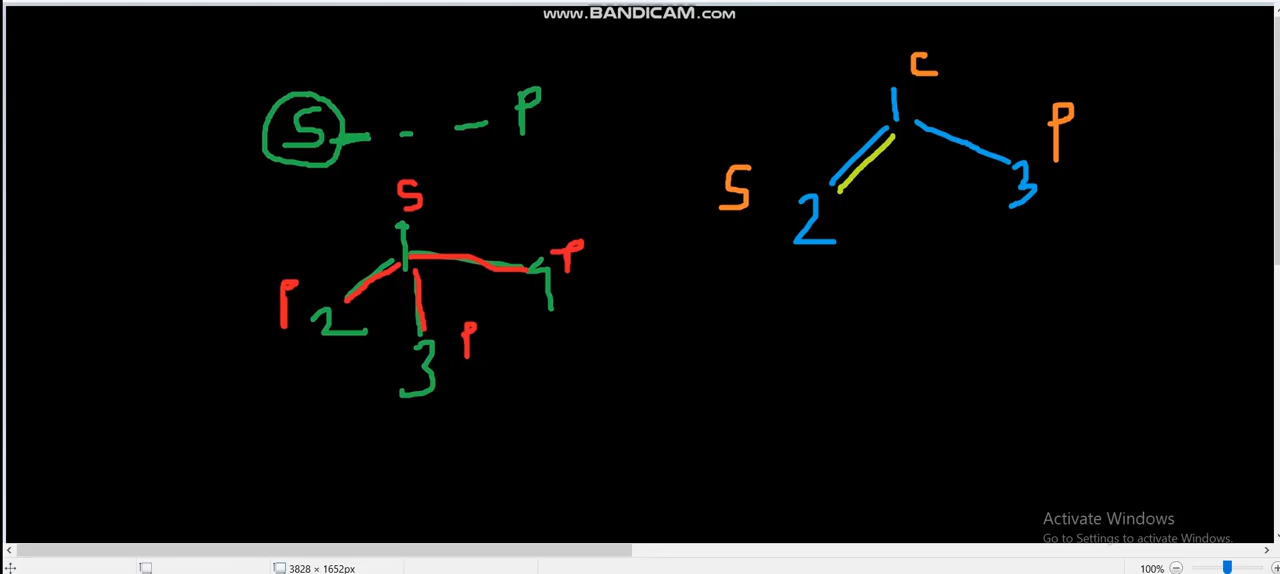 www.BANDICAM.com
S - - - P
S
P
2
3
P
4
P
C
1
S
2
3
P
Activate Windows
Go to Settings to activate Windows.
3828 × 1652px
100%